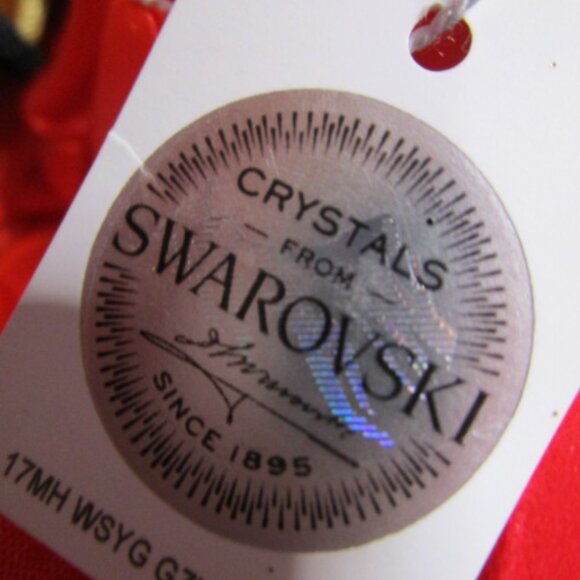 CRYSTALS
— FROM —
SWAROVSKI
SINCE 1895
17MH WSYG